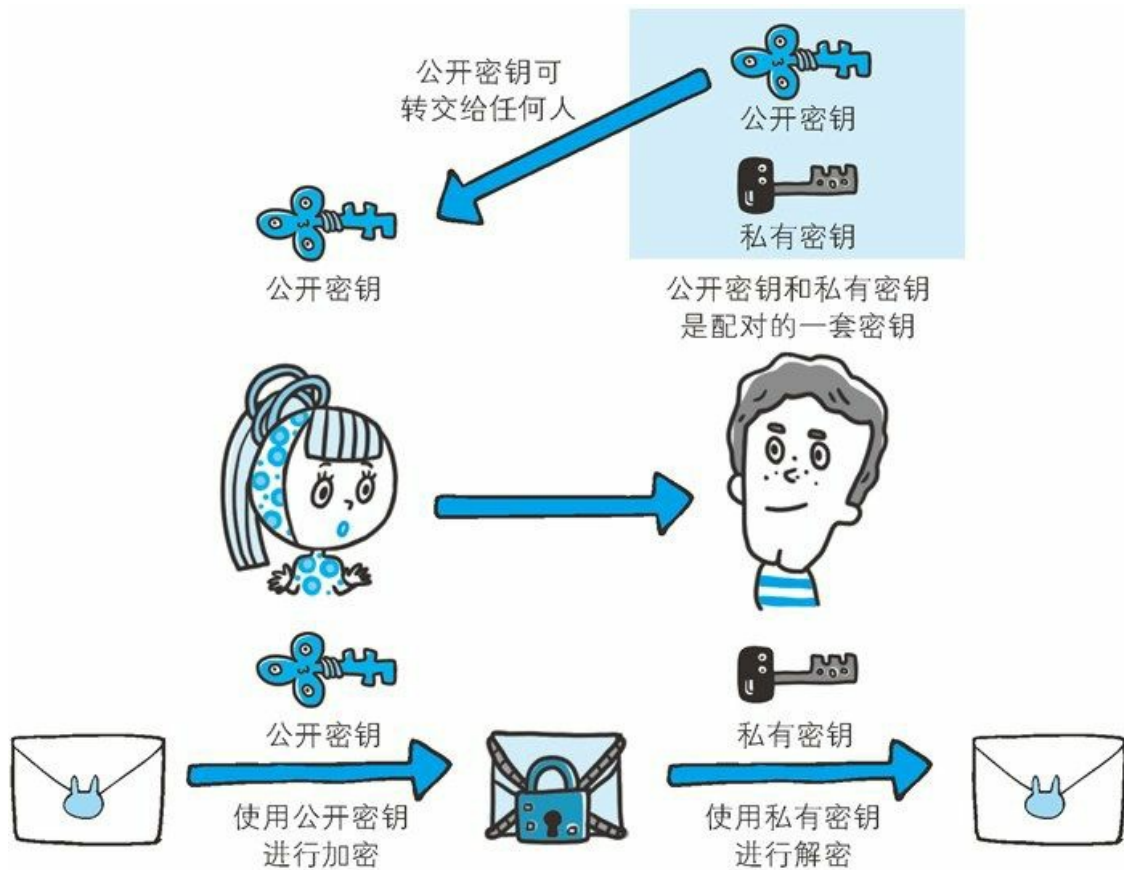 公开密钥可
转交给任何人
公开密钥
私有密钥
公开密钥
公开密钥和私有密钥
是配对的一套密钥
公开密钥
私有密钥
使用公开密钥
进行加密
使用私有密钥
进行解密